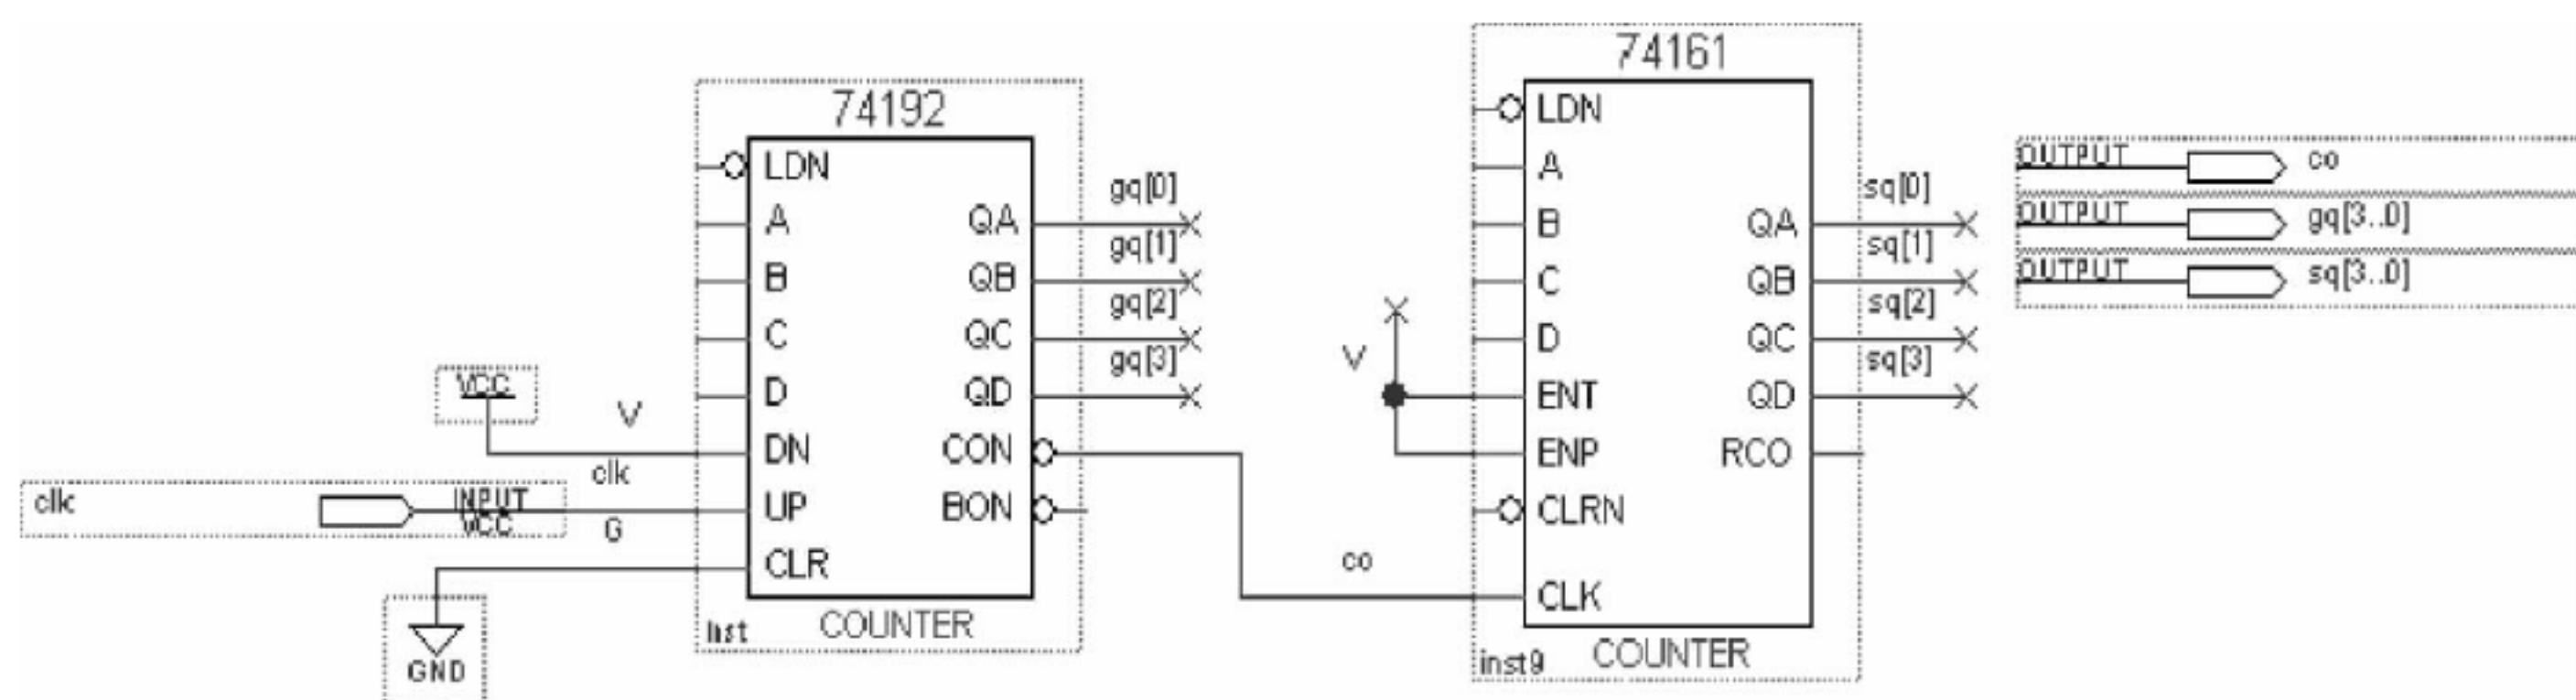 74161
LDN
A
B
C
D
ENT
ENP
CLRN
CLK
QA
QB
QC
QD
RCO
COUNTER
inst9
sq[0]
sq[1]
sq[2]
sq[3]
74192
LDN
A
B
C
D
DN
UP
CLR
QA
QB
QC
QD
CON
BON
COUNTER
inst
gq[0]
gq[1]
gq[2]
gq[3]
VCC
V
clk
clk
INPUT
VCC
G
GND
V
co
OUTPUT co
OUTPUT gq[3..0]
OUTPUT sq[3..0]